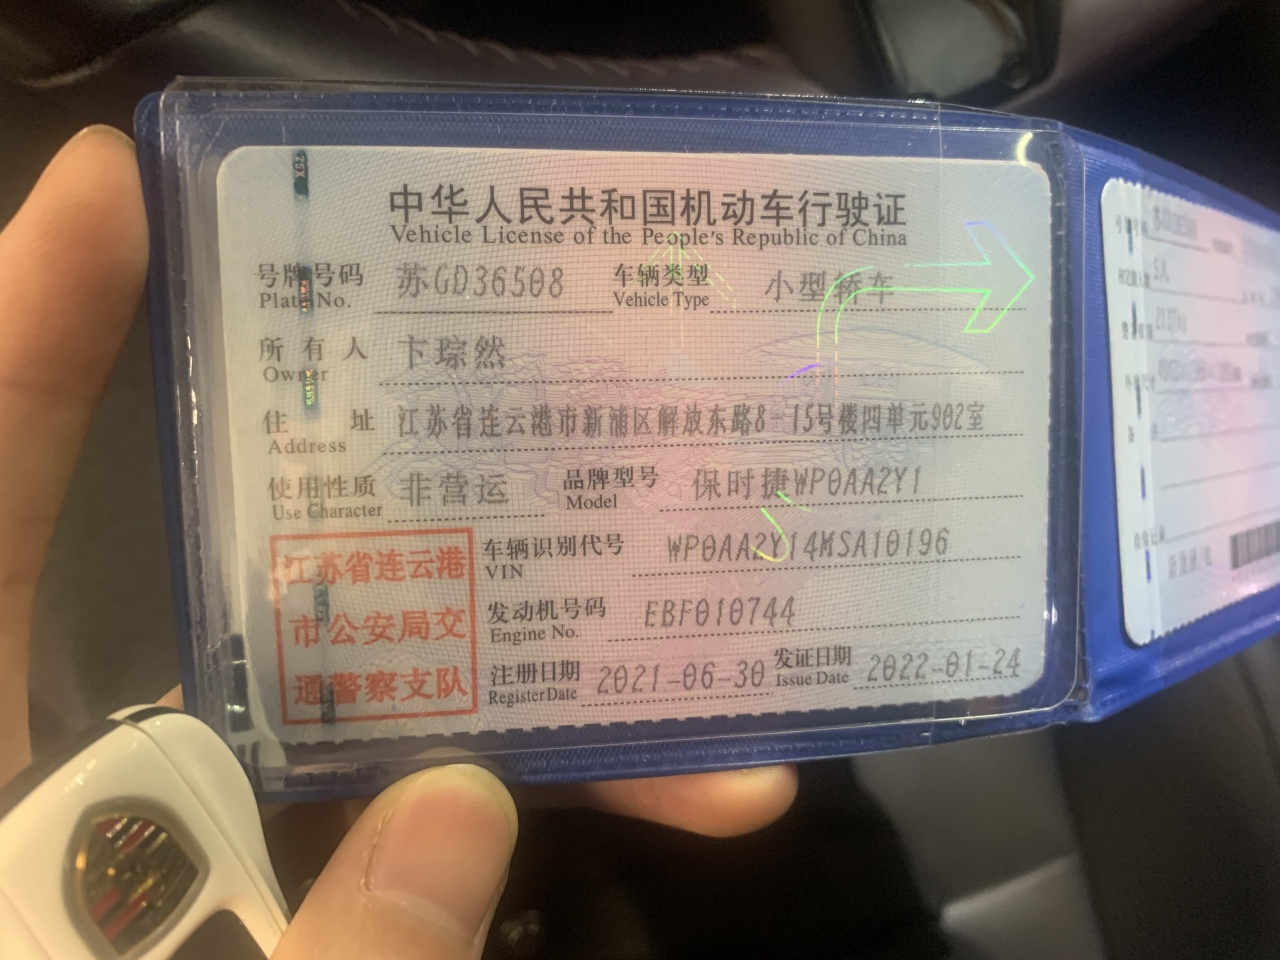 中华人民共和国机动车行驶证
Vehicle License of the People's Republic of China
号牌号码 苏GD36508 车辆类型 小型轿车
Plate No. Vehicle Type
所有人 卞琮然
Owner
住址 江苏省连云港市新浦区解放东路8-15号楼四单元902室
Address
使用性质 非营运 品牌型号 保时捷WP0AA2Y1
Use Character Model
江苏省连云港
市公安局交
通警察支队
车辆识别代号 WP0AA2Y14MSA10196
VIN
发动机号码 EBF010744
Engine No.
注册日期 2021-06-30 发证日期 2022-01-24
Register Date Issue Date
XSZ
5人